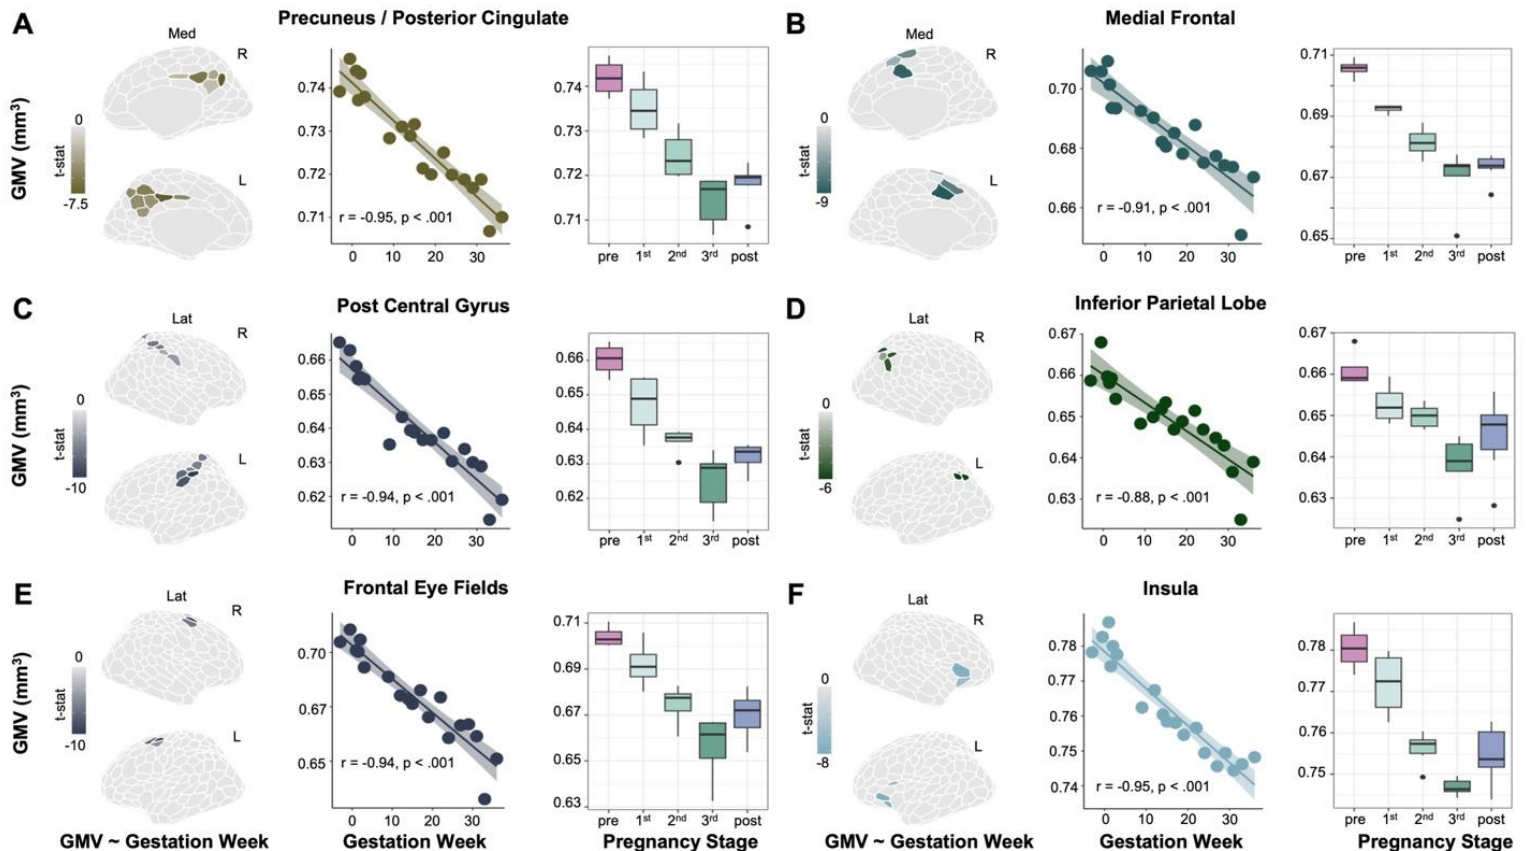 A
Precuneus / Posterior Cingulate
Med
R
L
GMV (mm³)
0
t-stat
-7.5
0.74
0.73
0.72
0.71
r = -0.95, p < .001
0 10 20 30
0.74
0.73
0.72
0.71
pre 1st 2nd 3rd post
B
Medial Frontal
Med
R
L
0
t-stat
-9
0.70
0.68
0.66
r = -0.91, p < .001
0 10 20 30
0.71
0.69
0.67
0.65
pre 1st 2nd 3rd post
C
Post Central Gyrus
Lat
R
L
GMV (mm³)
0
t-stat
-10
0.66
0.65
0.64
0.63
0.62
r = -0.94, p < .001
0 10 20 30
0.66
0.65
0.64
0.63
0.62
pre 1st 2nd 3rd post
D
Inferior Parietal Lobe
Lat
R
L
0
t-stat
-6
0.67
0.66
0.65
0.64
0.63
r = -0.88, p < .001
0 10 20 30
0.67
0.66
0.65
0.64
0.63
pre 1st 2nd 3rd post
E
Frontal Eye Fields
Lat
R
L
GMV (mm³)
0
t-stat
-10
0.70
0.67
0.65
r = -0.94, p < .001
0 10 20 30
0.71
0.69
0.67
0.65
0.63
pre 1st 2nd 3rd post
GMV ~ Gestation Week
Gestation Week
Pregnancy Stage
F
Insula
Lat
R
L
0
t-stat
-8
0.78
0.77
0.76
0.75
0.74
r = -0.95, p < .001
0 10 20 30
0.78
0.77
0.76
0.75
pre 1st 2nd 3rd post
GMV ~ Gestation Week
Gestation Week
Pregnancy Stage